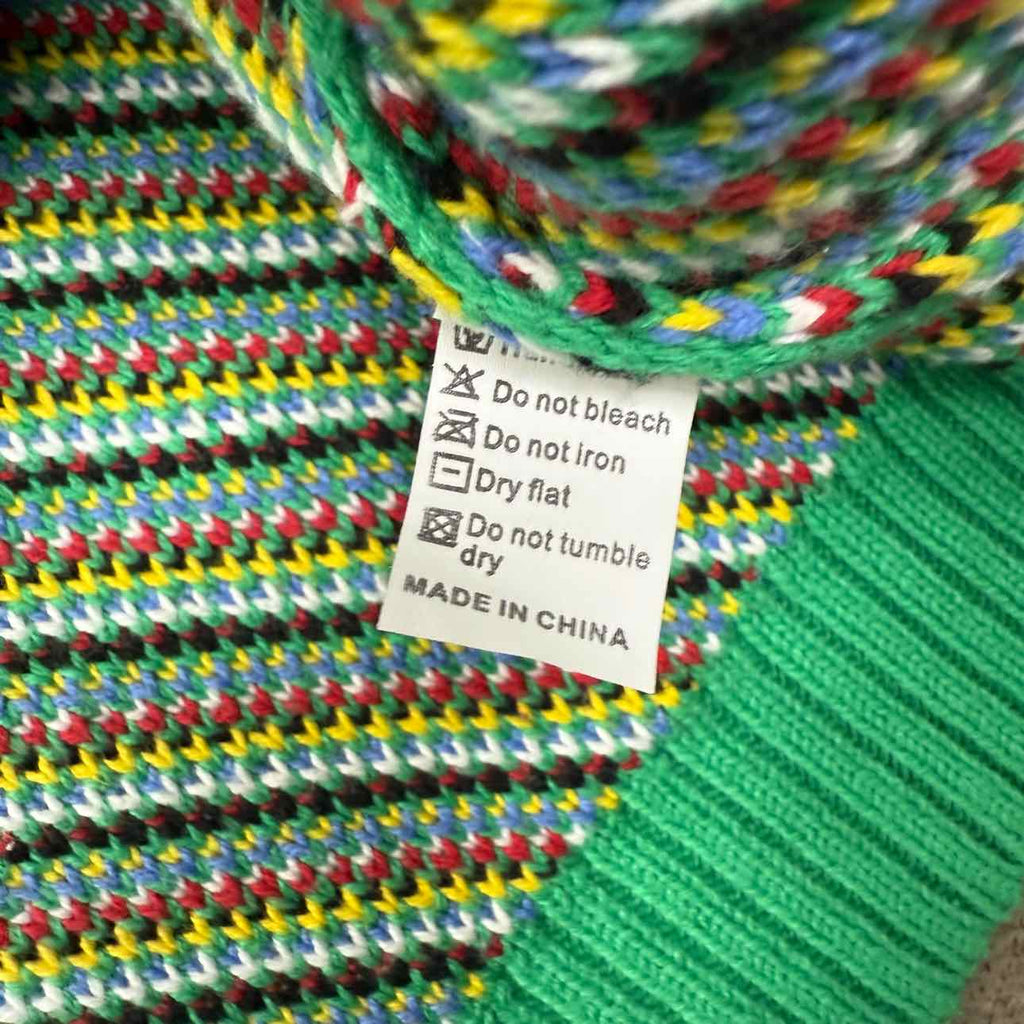 Do not bleach
Do not iron
Dry flat
Do not tumble
dry
MADE IN CHINA